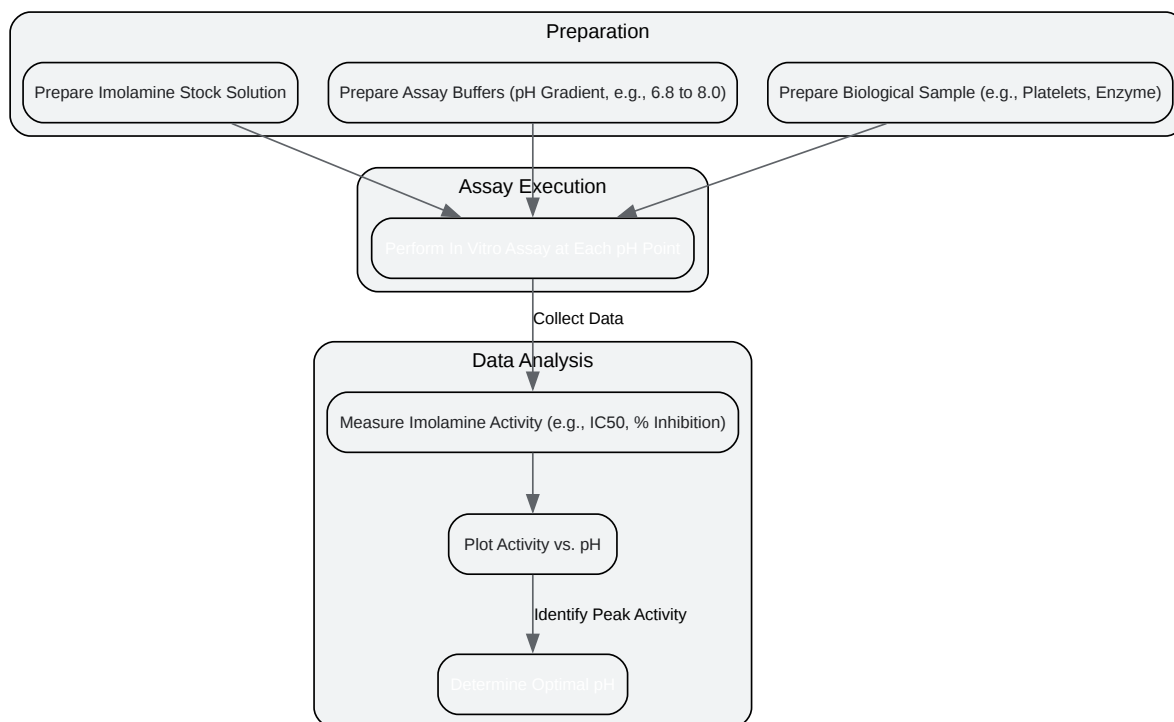 Preparation
Prepare Imolamine Stock Solution
Prepare Assay Buffers (pH Gradient, e.g., 6.8 to 8.0)
Prepare Biological Sample (e.g., Platelets, Enzyme)
Assay Execution
Perform In Vitro Assay at Each pH Point
Collect Data
Data Analysis
Measure Imolamine Activity (e.g., IC50, % Inhibition)
Plot Activity vs. pH
Identify Peak Activity
Determine Optimal pH